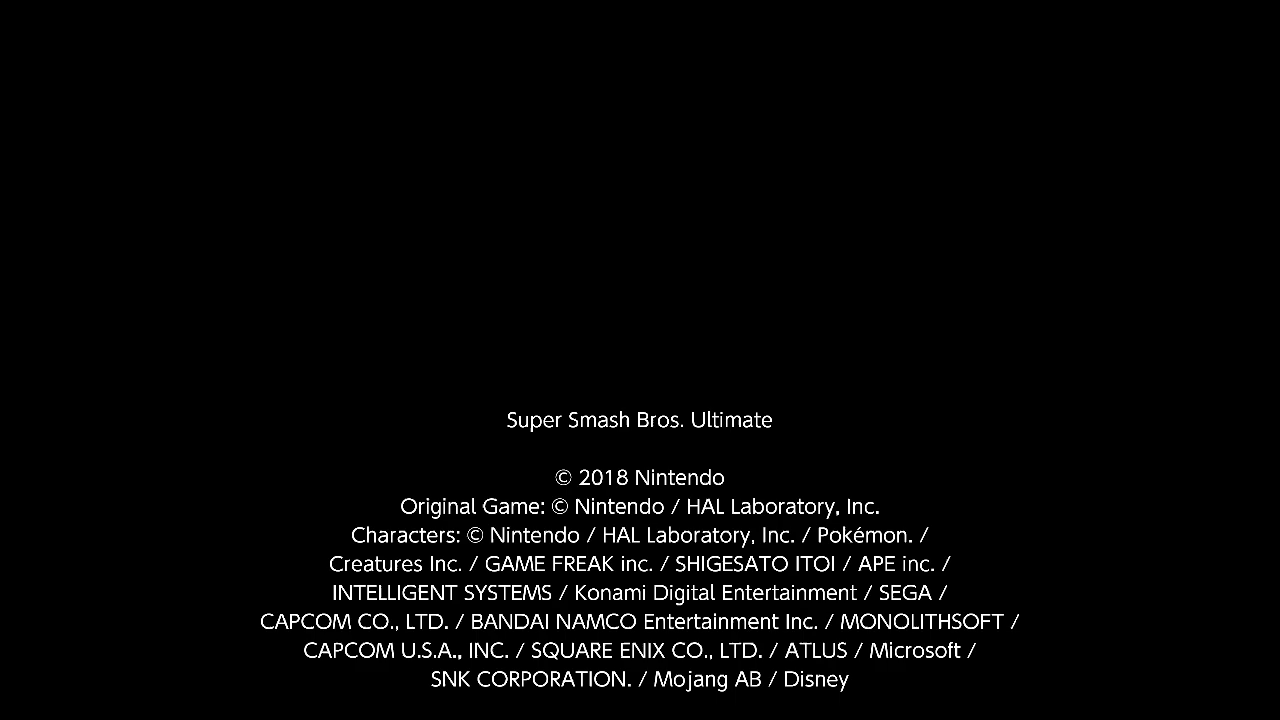 Super Smash Bros. Ultimate
© 2018 Nintendo
Original Game: © Nintendo / HAL Laboratory, Inc.
Characters: © Nintendo / HAL Laboratory, Inc. / Pokémon. /
Creatures Inc. / GAME FREAK inc. / SHIGESATO ITOI / APE inc. /
INTELLIGENT SYSTEMS / Konami Digital Entertainment / SEGA /
CAPCOM CO., LTD. / BANDAI NAMCO Entertainment Inc. / MONOLITHSOFT /
CAPCOM U.S.A., INC. / SQUARE ENIX CO., LTD. / ATLUS / Microsoft /
SNK CORPORATION. / Mojang AB / Disney